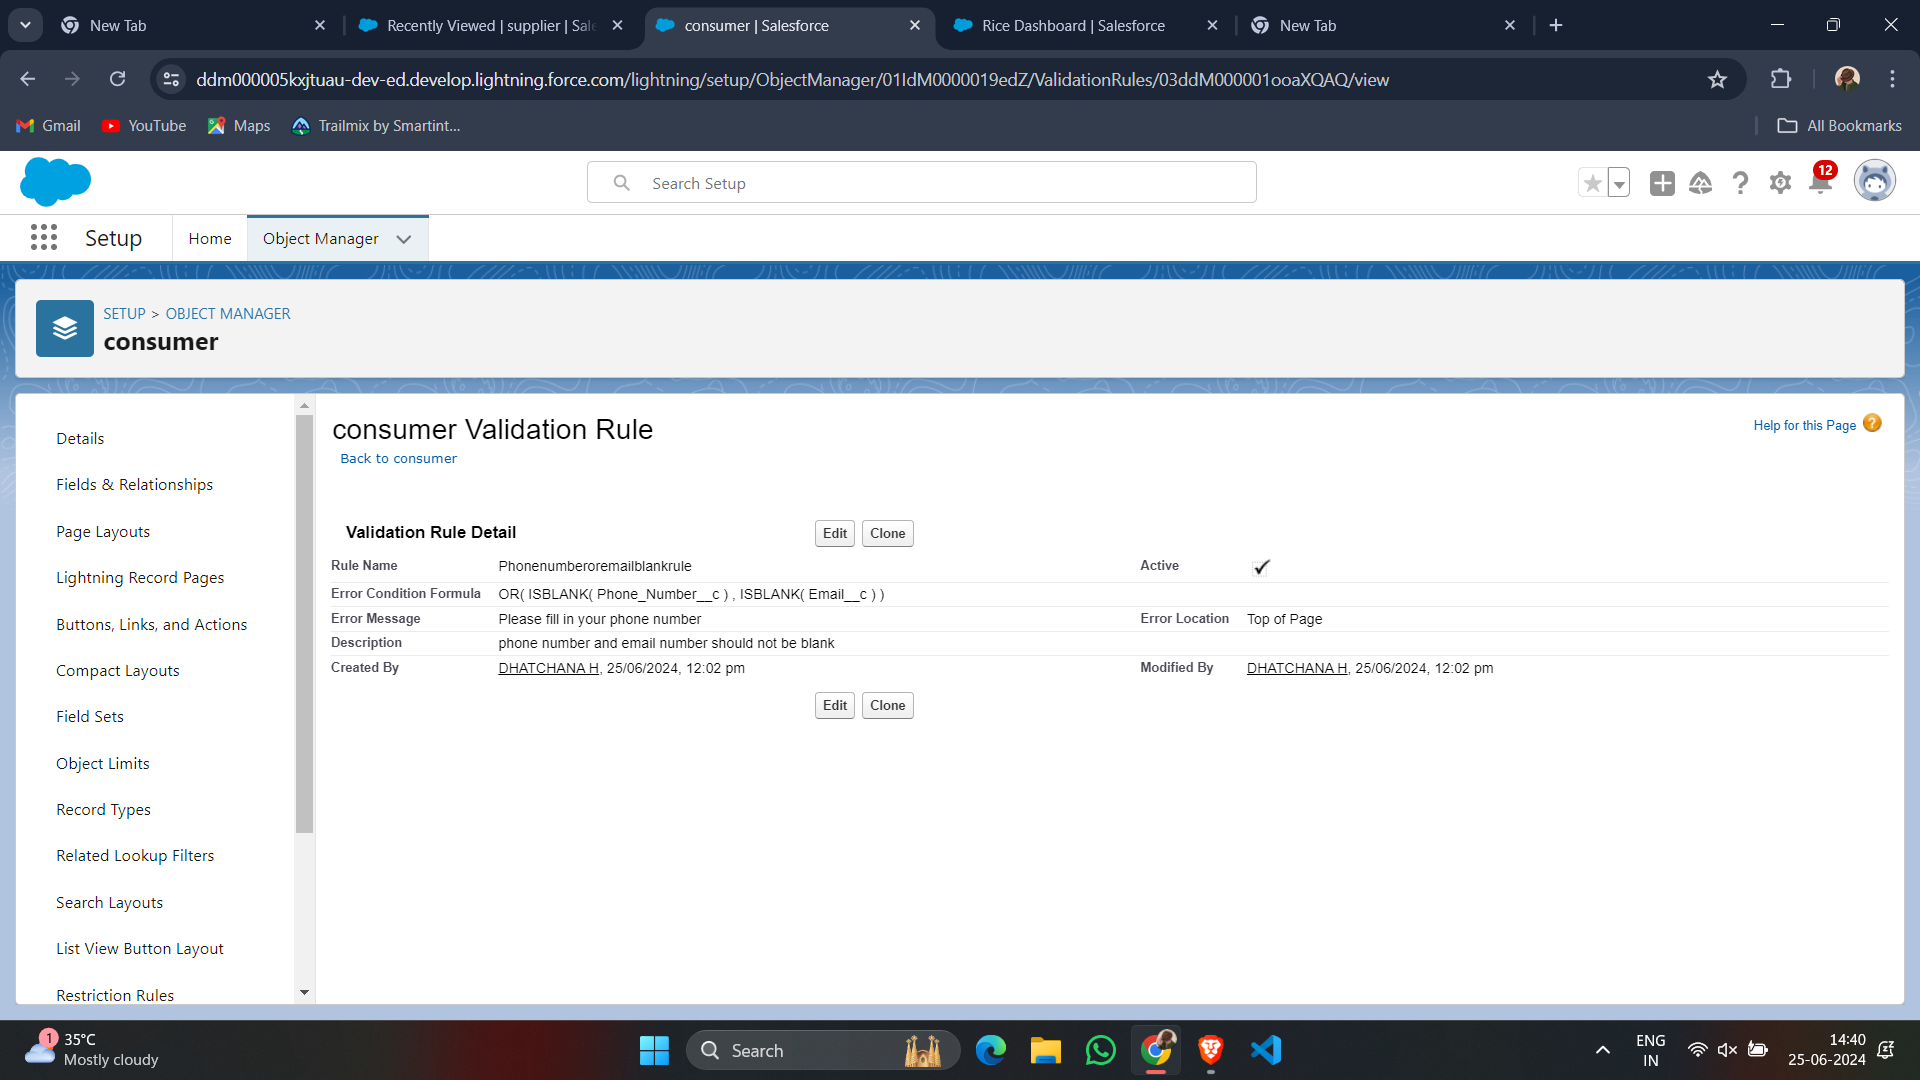 New Tab
Recently Viewed | supplier | Sale
consumer | Salesforce
Rice Dashboard | Salesforce
New Tab
ddm000005kxjtuau-dev-ed.develop.lightning.force.com/lightning/setup/ObjectManager/01IdM0000019edZ/ValidationRules/03ddM000001ooaXQAQ/view
Gmail
YouTube
Maps
Trailmix by Smartint...
All Bookmarks
Search Setup
12
Setup
Home
Object Manager
SETUP > OBJECT MANAGER
consumer
Details
Fields & Relationships
Page Layouts
Lightning Record Pages
Buttons, Links, and Actions
Compact Layouts
Field Sets
Object Limits
Record Types
Related Lookup Filters
Search Layouts
List View Button Layout
Restriction Rules
consumer Validation Rule
Back to consumer
Help for this Page ?
Validation Rule Detail
Edit Clone
Rule Name Phonenumberoremailblankrule Active
Error Condition Formula OR( ISBLANK( Phone_Number__c ) , ISBLANK( Email__c ) )
Error Message Please fill in your phone number Error Location Top of Page
Description phone number and email number should not be blank
Created By DHATCHANA H, 25/06/2024, 12:02 pm Modified By DHATCHANA H, 25/06/2024, 12:02 pm
Edit Clone
1
35°C
Mostly cloudy
Search
ENG
IN
14:40
25-06-2024